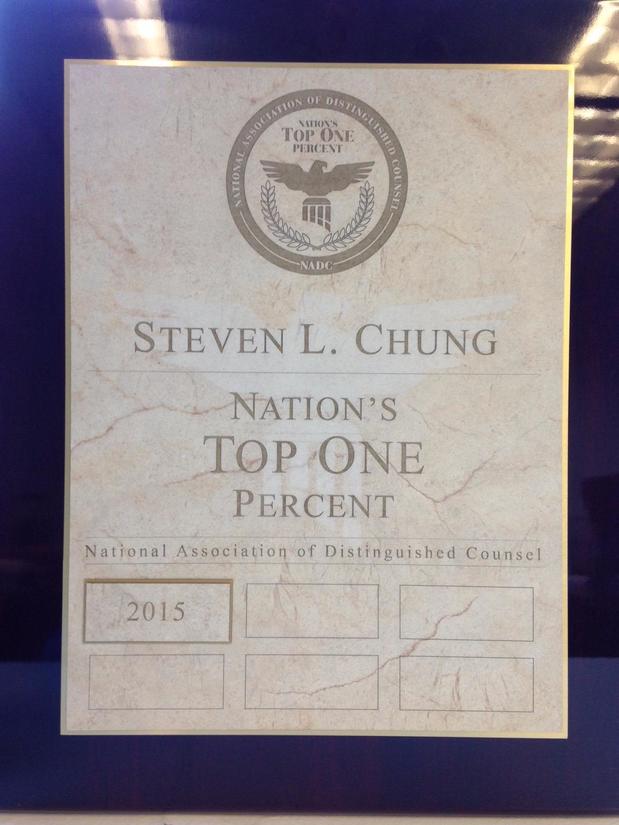 NATIONAL ASSOCIATION OF DISTINGUISHED COUNSEL
NATION'S
TOP ONE
PERCENT
NADC
STEVEN L. CHUNG
NATION'S
TOP ONE
PERCENT
National Association of Distinguished Counsel
2015